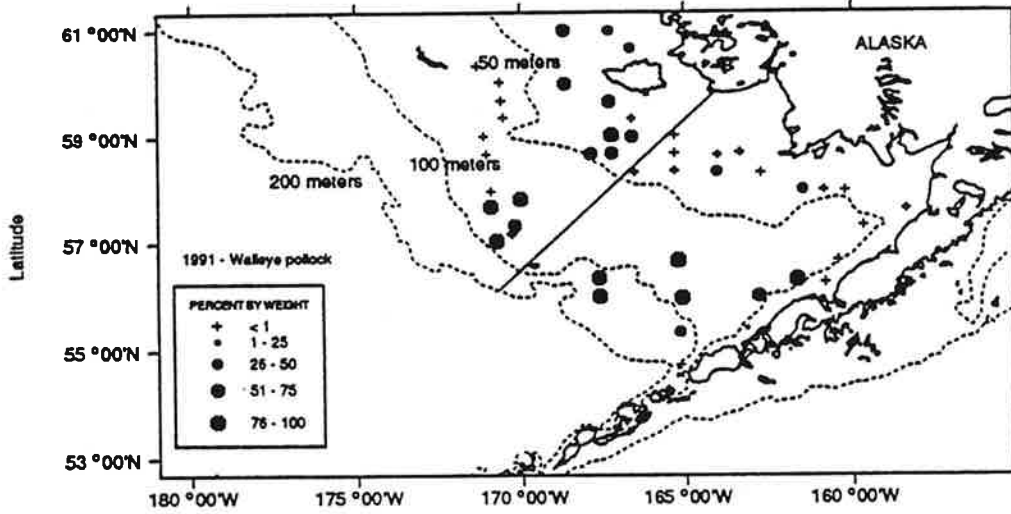 61 °00'N
ALASKA
50 meters
59 °00'N
100 meters
200 meters
Latitude
57 °00'N
1991 - Walleye pollock
PERCENT BY WEIGHT
< 1
1 - 25
26 - 50
51 - 75
76 - 100
55 °00'N
53 °00'N
180 °00'W
175 °00'W
170 °00'W
165 °00'W
160 °00'W